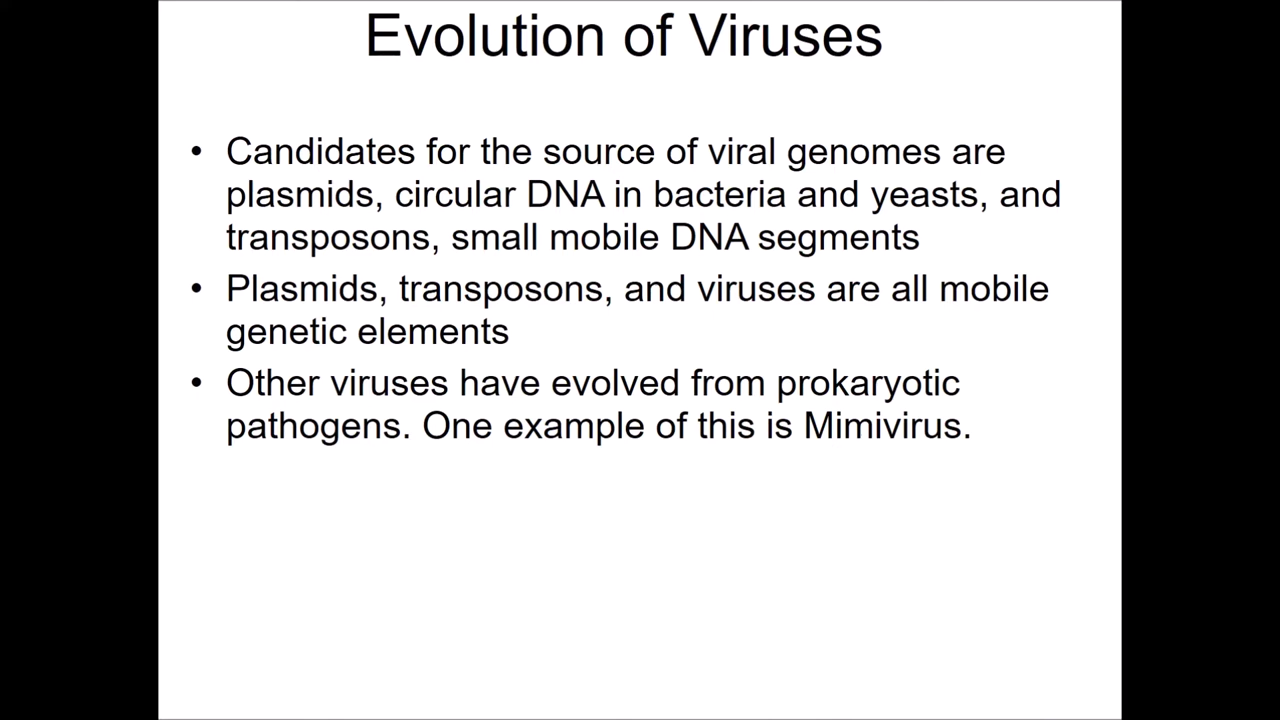 Evolution of Viruses
• Candidates for the source of viral genomes are
plasmids, circular DNA in bacteria and yeasts, and
transposons, small mobile DNA segments
• Plasmids, transposons, and viruses are all mobile
genetic elements
• Other viruses have evolved from prokaryotic
pathogens. One example of this is Mimivirus.